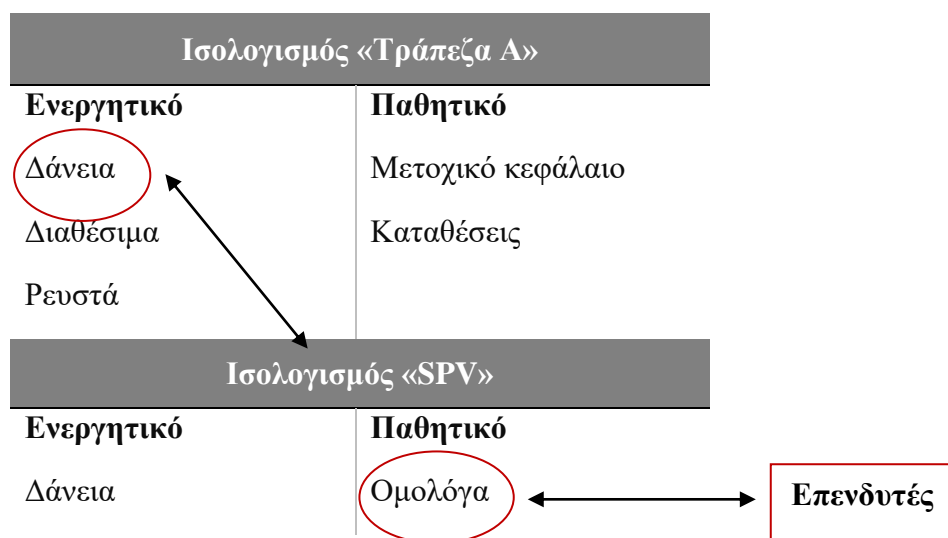 Ισολογισμός «Τράπεζα Α»
Ενεργητικό Παθητικό
Δάνεια Μετοχικό κεφάλαιο
Διαθέσιμα Καταθέσεις
Ρευστά
Ισολογισμός «SPV»
Ενεργητικό Παθητικό
Δάνεια Ομολόγα Επενδυτές